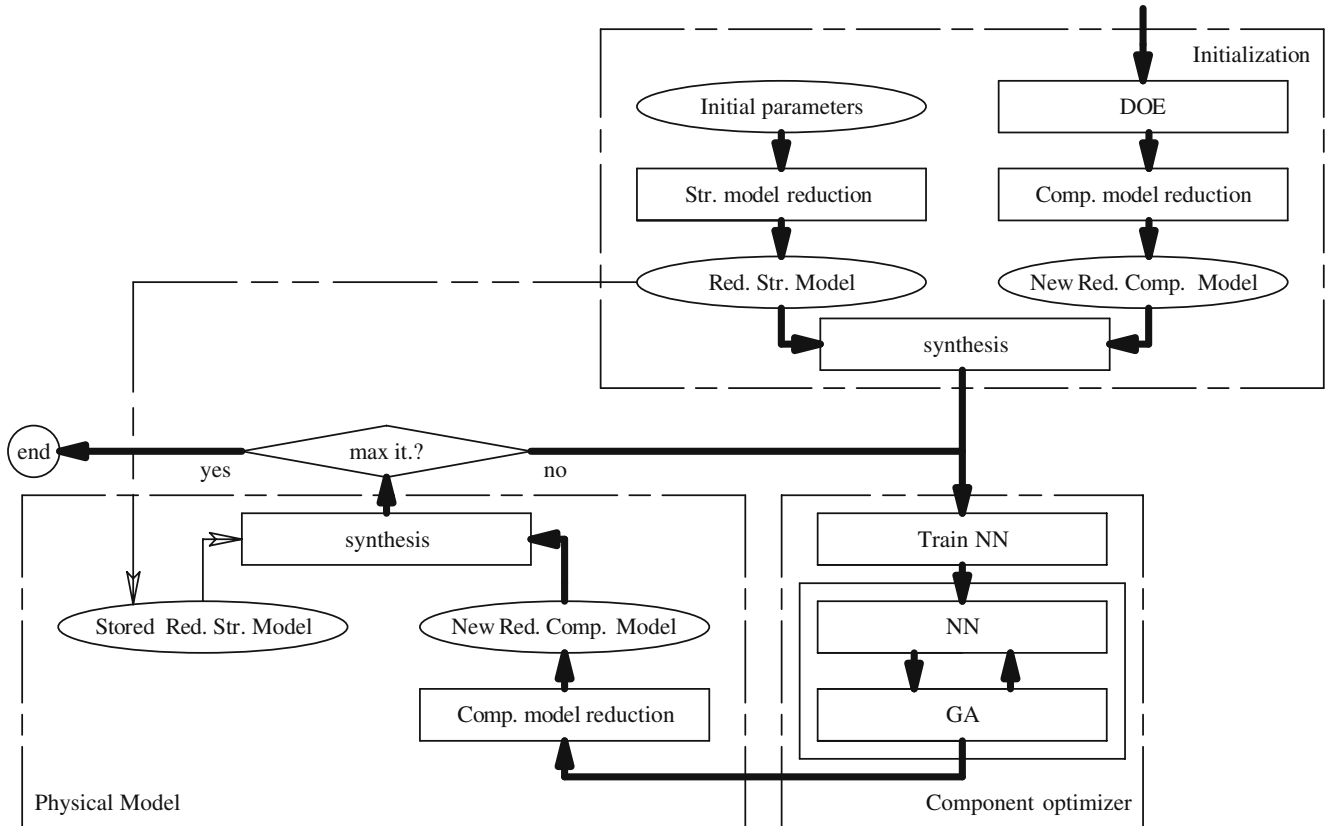 Initialization
Initial parameters
DOE
Str. model reduction
Comp. model reduction
Red. Str. Model
New Red. Comp. Model
synthesis
end
yes
max it.?
no
synthesis
Train NN
Stored Red. Str. Model
New Red. Comp. Model
NN
Comp. model reduction
GA
Physical Model
Component optimizer